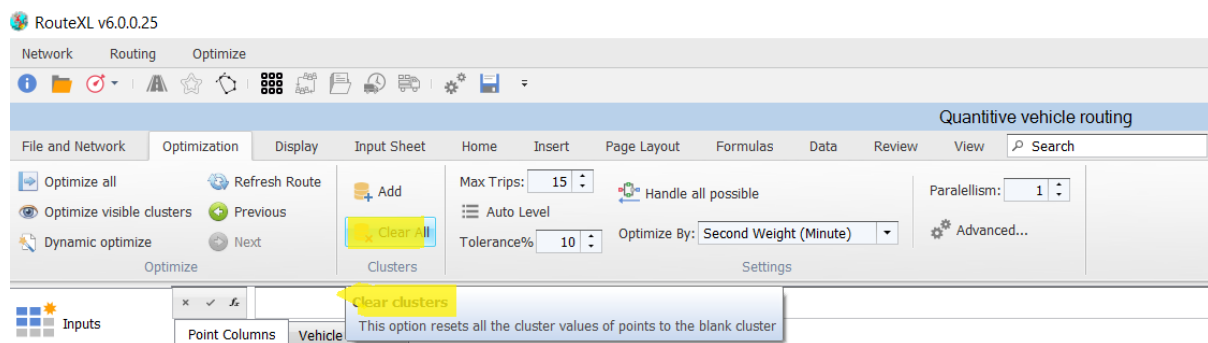 RouteXL v6.0.0.25
Network Routing Optimize
Quantitive vehicle routing
File and Network Optimization Display Input Sheet Home Insert Page Layout Formulas Data Review View Search
Optimize all Refresh Route Add Max Trips: 15 Handle all possible Paralellism: 1
Optimize visible clusters Previous Clear All Auto Level Optimize By: Second Weight (Minute) Advanced...
Dynamic optimize Next Tolerance% 10
Optimize Clusters Settings
Inputs × ✓ fx Clear clusters
Point Columns Vehicle This option resets all the cluster values of points to the blank cluster